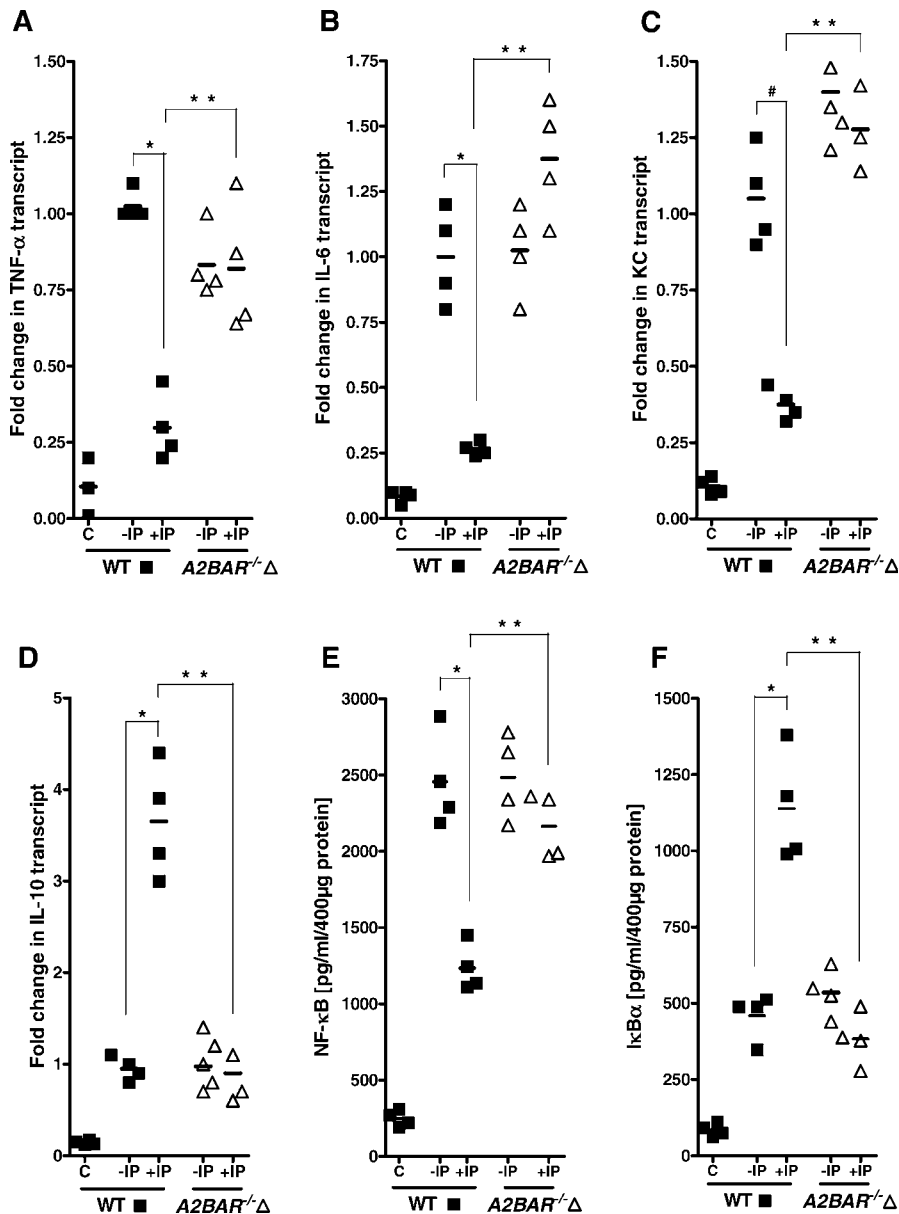 A
Fold change in TNF-α transcript
1.50
1.25
1.00
0.75
0.50
0.25
0.00
*
* *
C -IP +IP -IP +IP
WT ■ A2BAR-/- Δ
B
Fold change in IL-6 transcript
1.75
1.50
1.25
1.00
0.75
0.50
0.25
0.00
*
* *
C -IP +IP -IP +IP
WT ■ A2BAR-/- Δ
C
Fold change in KC transcript
1.50
1.25
1.00
0.75
0.50
0.25
0.00
#
* *
C -IP +IP -IP +IP
WT ■ A2BAR-/- Δ
D
Fold change in IL-10 transcript
5
4
3
2
1
0
*
* *
C -IP +IP -IP +IP
WT ■ A2BAR-/- Δ
E
NF-κB [pg/ml/400μg protein]
3000
2500
2000
1500
1000
500
0
*
* *
C -IP +IP -IP +IP
WT ■ A2BAR-/- Δ
F
IκBα [pg/ml/400μg protein]
1500
1250
1000
750
500
250
0
*
* *
C -IP +IP -IP +IP
WT ■ A2BAR-/- Δ